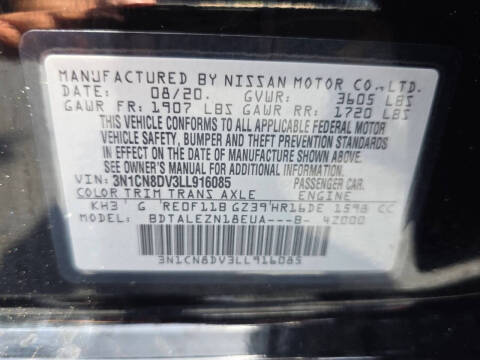 MANUFACTURED BY NISSAN MOTOR CO., LTD.
DATE: 08/20. GVWR: 3605 LBS
GAWR FR: 1907 LBS GAWR RR: 1720 LBS
THIS VEHICLE CONFORMS TO ALL APPLICABLE FEDERAL MOTOR
VEHICLE SAFETY, BUMPER, AND THEFT PREVENTION STANDARDS
IN EFFECT ON THE DATE OF MANUFACTURE SHOWN ABOVE.
SEE OWNER'S MANUAL FOR ADDITIONAL INFORMATION.
VIN: 3N1CN8DV3LL916085 PASSENGER CAR.
COLOR TRIM TRANS AXLE ENGINE
KH3 G RE0F11B GZ39 HR16DE 1598 CC
MODEL: BDTALEZN18EUA---B- 4Z000
3N1CN8DV3LL916085